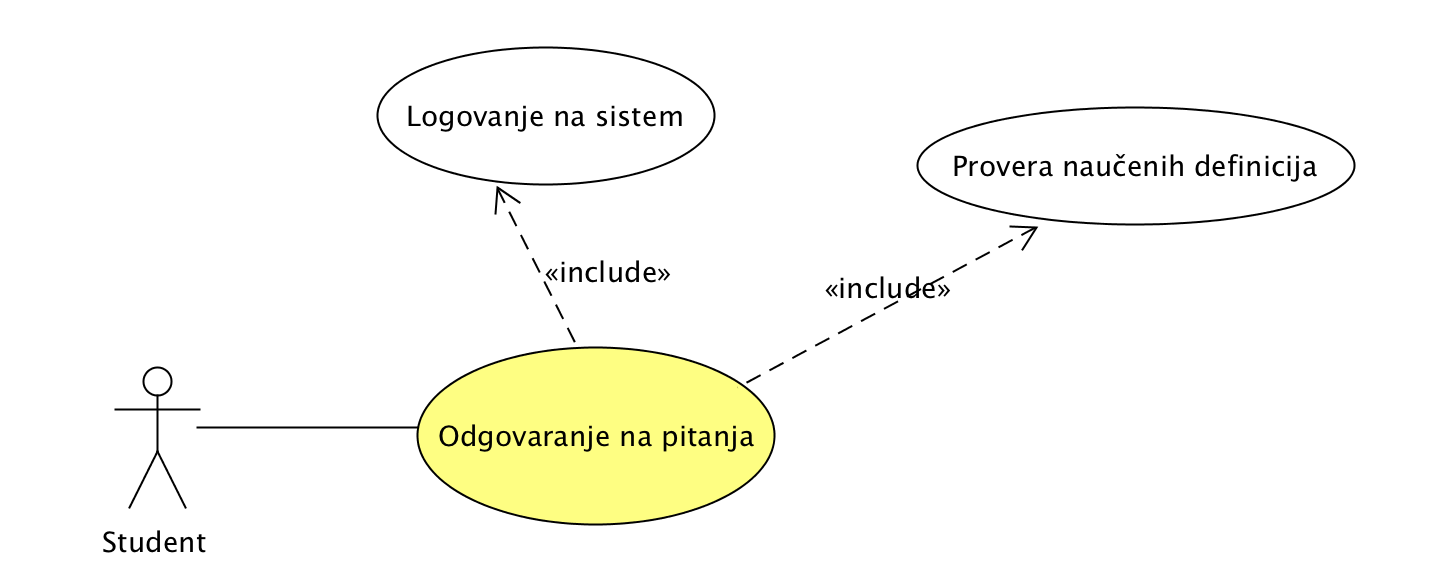 Logovanje na sistem
Provera naučenih definicija
«include»
«include»
Odgovaranje na pitanja
Student